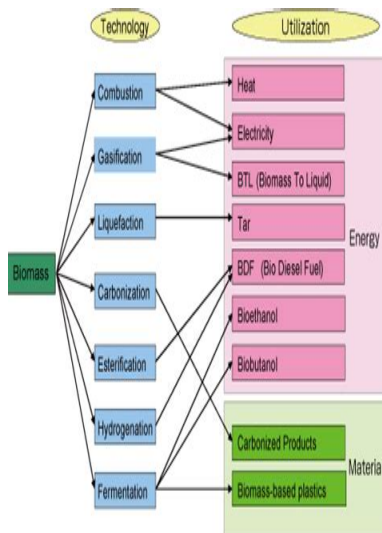 Technology
Utilization
Combustion
Heat
Electricity
Gasification
BTL (Biomass To Liquid)
Liquefaction
Tar
Energy
Biomass
BDF (Bio Diesel Fuel)
Carbonization
Bioethanol
Esterification
Biobutanol
Hydrogenation
Carbonized Products
Material
Fermentation
Biomass-based plastics